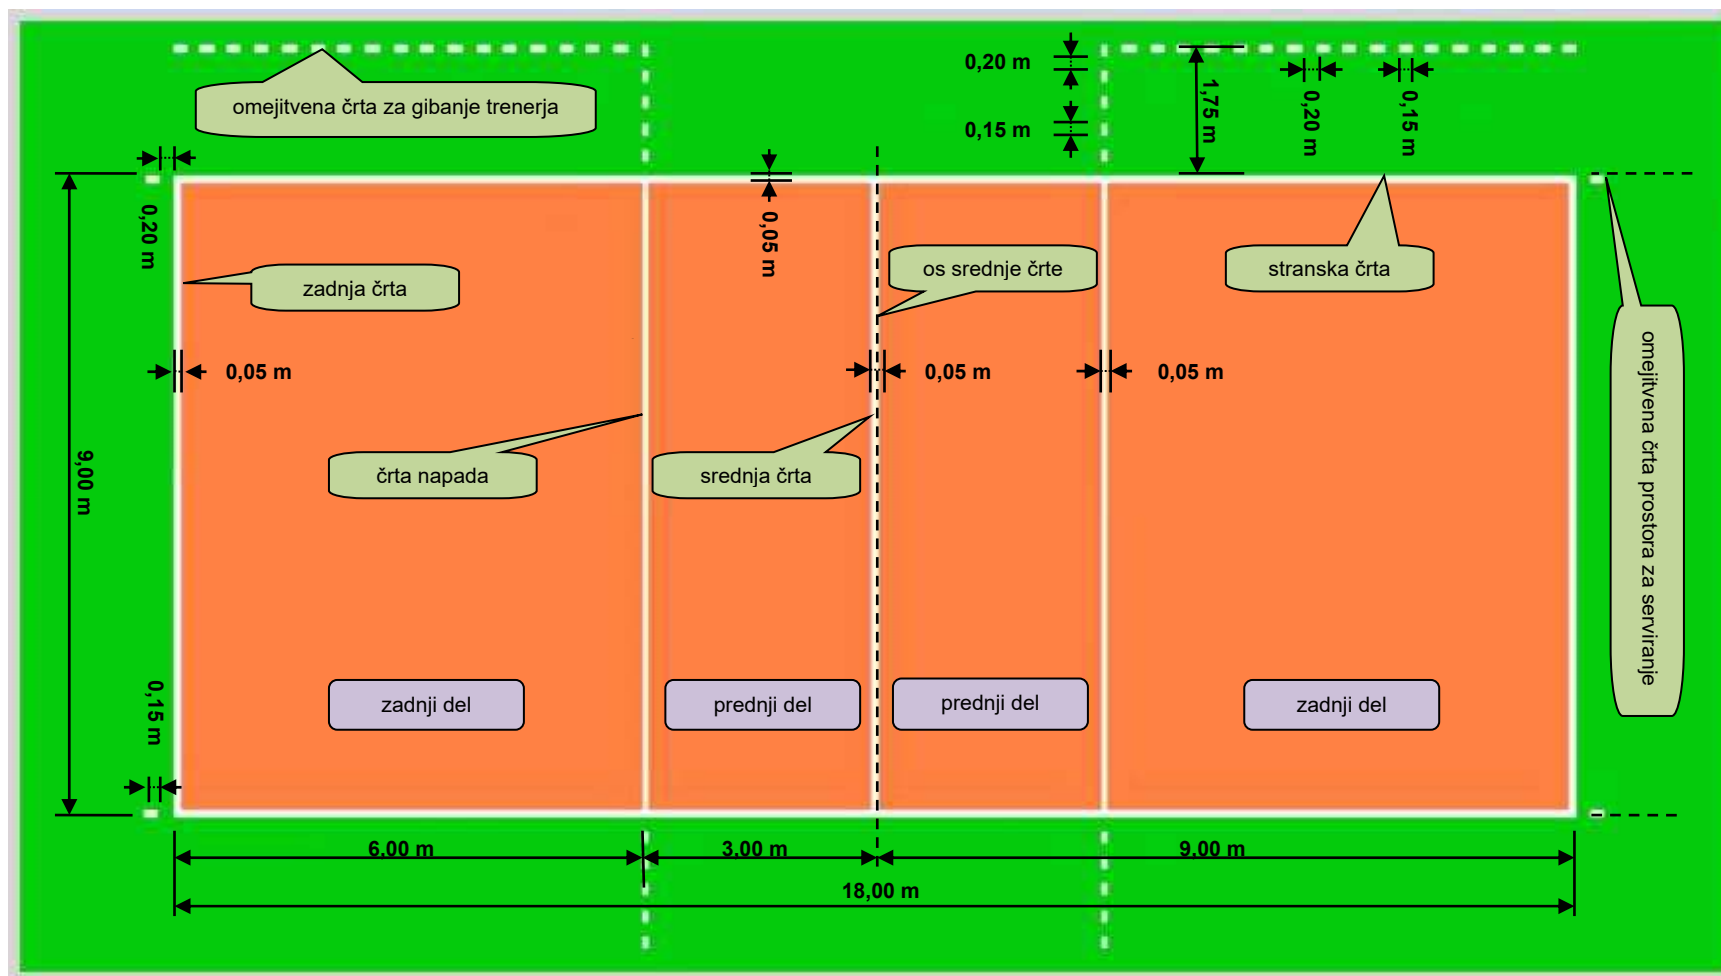 omejitvena črta za gibanje trenerja
0,20 m
0,15 m
1,75 m
0,20 m
0,15 m
0,20 m
0,05 m
os srednje črte
stranska črta
zadnja črta
0,05 m
0,05 m
0,05 m
omejitvena črta prostora za serviranje
9,00 m
črta napada
srednja črta
0,15 m
zadnji del
prednji del
prednji del
zadnji del
6,00 m
3,00 m
9,00 m
18,00 m